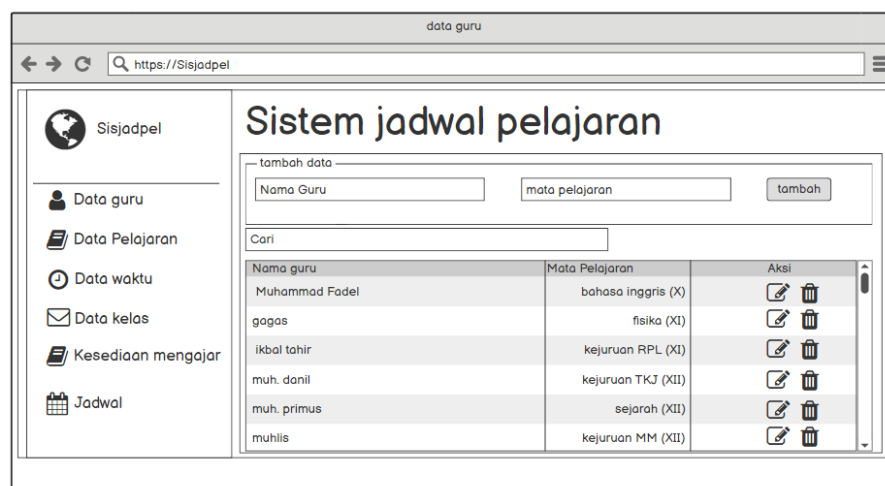 data guru
https://Sisjadpel
Sisjadpel
Data guru
Data Pelajaran
Data waktu
Data kelas
Kesediaan mengajar
Jadwal
Sistem jadwal pelajaran
tambah data
Nama Guru mata pelajaran tambah
Cari
Nama guru Mata Pelajaran Aksi
Muhammad Fadel bahasa inggris (X)
gagas fisika (XI)
ikbal tahir kejuruan RPL (XI)
muh. danil kejuruan TKJ (XII)
muh. primus sejarah (XII)
muhlis kejuruan MM (XII)